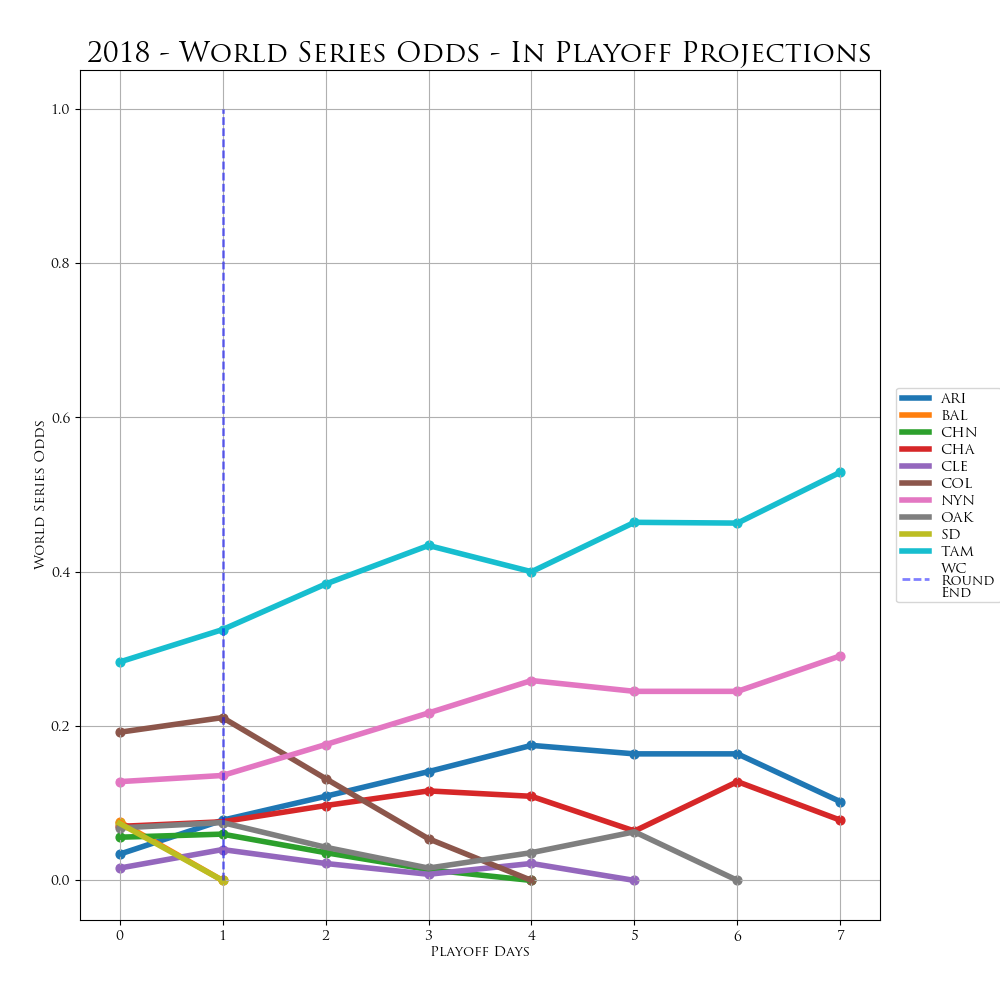 2018 - World Series Odds - In Playoff Projections
1.0
0.8
0.6
0.4
0.2
0.0
World Series Odds
0 1 2 3 4 5 6 7
Playoff Days
ARI
BAL
CHN
CHA
CLE
COL
NYN
OAK
SD
TAM
WC
Round
End